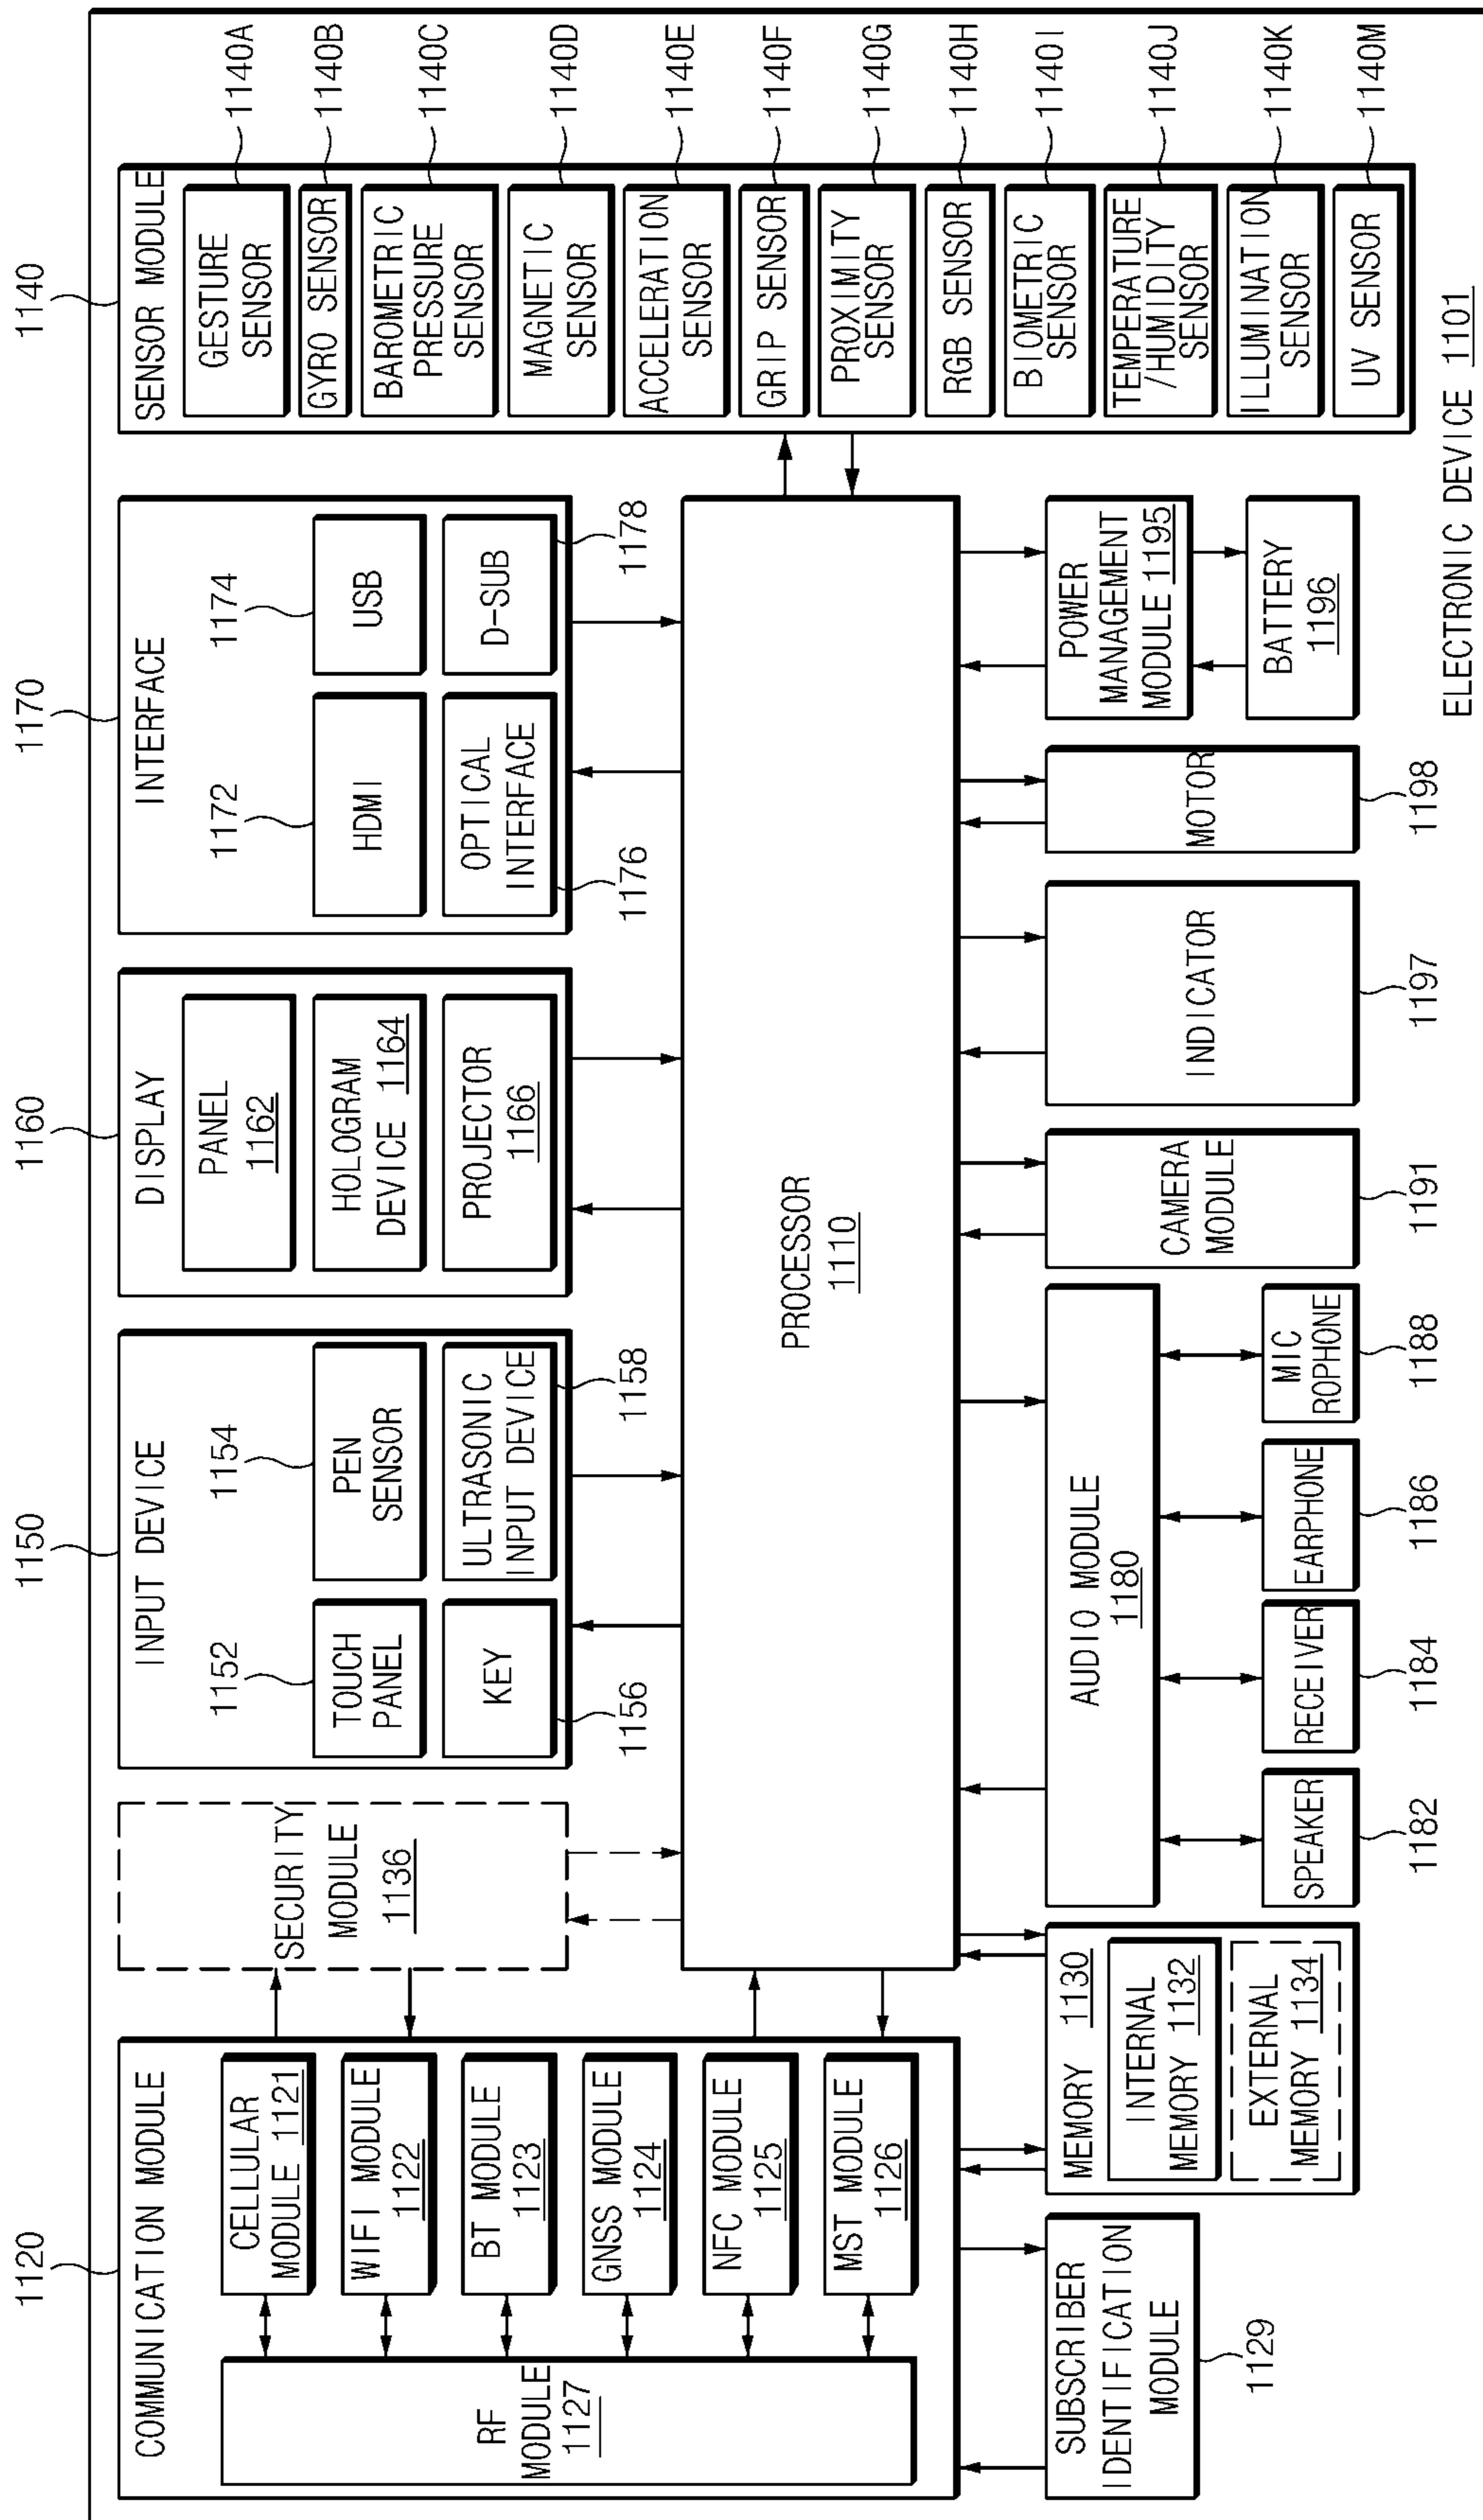 1120
COMMUNICATION MODULE
RF
MODULE
1127
CELLULAR
MODULE 1121
WIFI MODULE
1122
BT MODULE
1123
GNSS MODULE
1124
NFC MODULE
1125
MST MODULE
1126
SECURITY
MODULE
1136
1150
INPUT DEVICE
1152
TOUCH
PANEL
1154
PEN
SENSOR
KEY
1156
ULTRASONIC
INPUT DEVICE
1158
1160
DISPLAY
PANEL
1162
HOLOGRAM
DEVICE 1164
PROJECTOR
1166
1170
INTERFACE
1172
HDMI
1174
USB
OPTICAL
INTERFACE
1176
D-SUB
1178
1140
SENSOR MODULE
GESTURE
SENSOR
1140A
GYRO SENSOR
1140B
BAROMETRIC
PRESSURE
SENSOR
1140C
MAGNETIC
SENSOR
1140D
ACCELERATION
SENSOR
1140E
GRIP SENSOR
1140F
PROXIMITY
SENSOR
1140G
RGB SENSOR
1140H
BIOMETRIC
SENSOR
1140I
TEMPERATURE
/HUMIDITY
SENSOR
1140J
ILLUMINATION
SENSOR
1140K
UV SENSOR
1140M
PROCESSOR
1110
SUBSCRIBER
IDENTIFICATION
MODULE
1129
MEMORY 1130
INTERNAL
MEMORY 1132
EXTERNAL
MEMORY 1134
AUDIO MODULE
1180
SPEAKER
1182
RECEIVER
1184
EARPHONE
1186
MIC
ROPHONE
1188
CAMERA
MODULE
1191
INDICATOR
1197
MOTOR
1198
POWER
MANAGEMENT
MODULE 1195
BATTERY
1196
ELECTRONIC DEVICE 1101